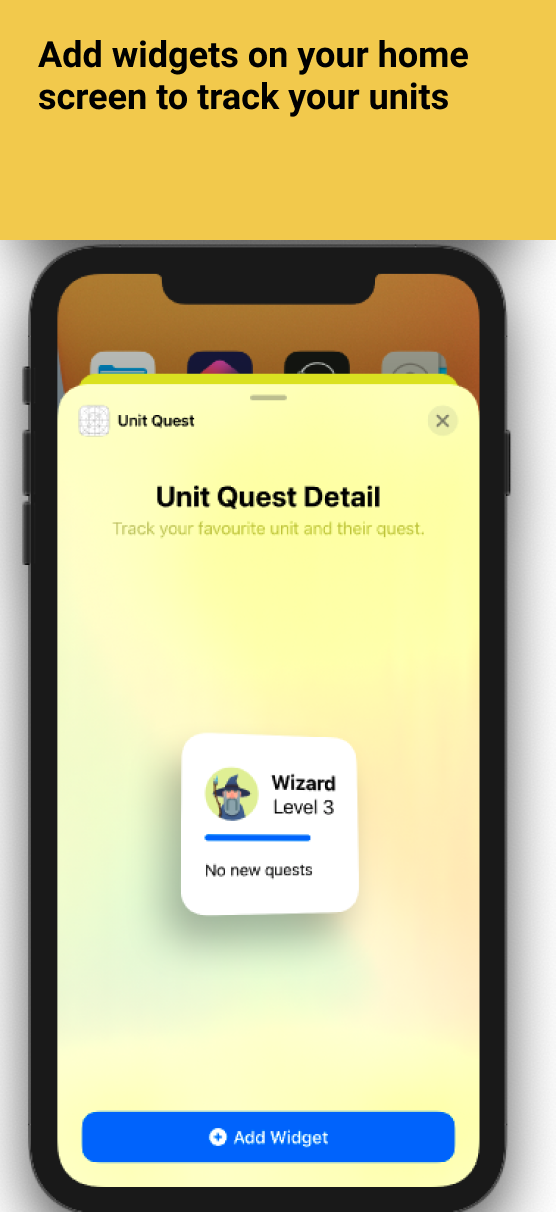 Add widgets on your home
screen to track your units
Unit Quest
Unit Quest Detail
Track your favourite unit and their quest.
Wizard
Level 3
No new quests
Add Widget